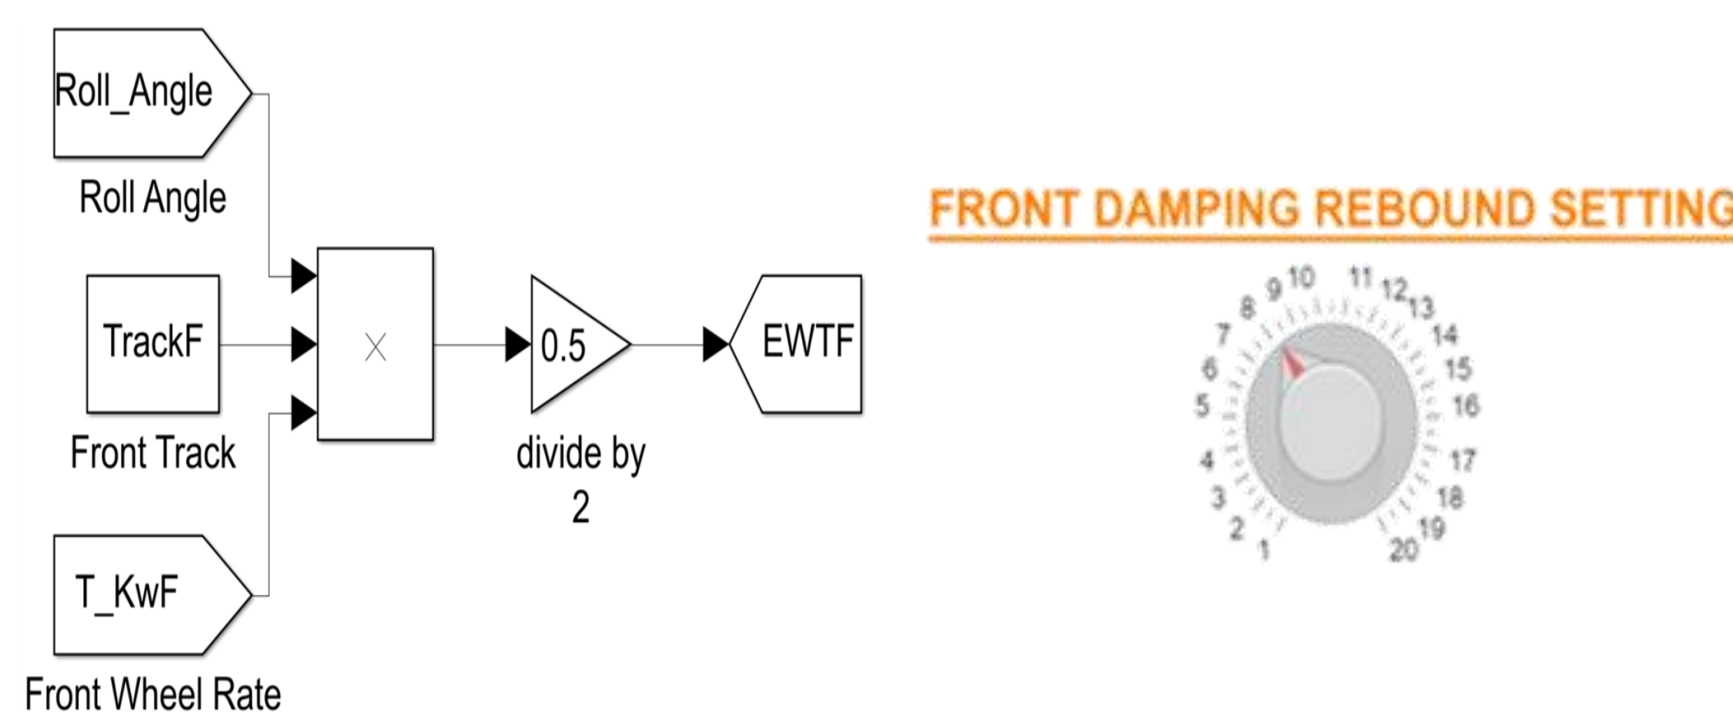 Roll_Angle
Roll Angle
TrackF
Front Track
T_KwF
Front Wheel Rate
X
0.5
divide by
2
EWTF
FRONT DAMPING REBOUND SETTING
1
2
3
4
5
6
7
8
9
10
11
12
13
14
15
16
17
18
19
20